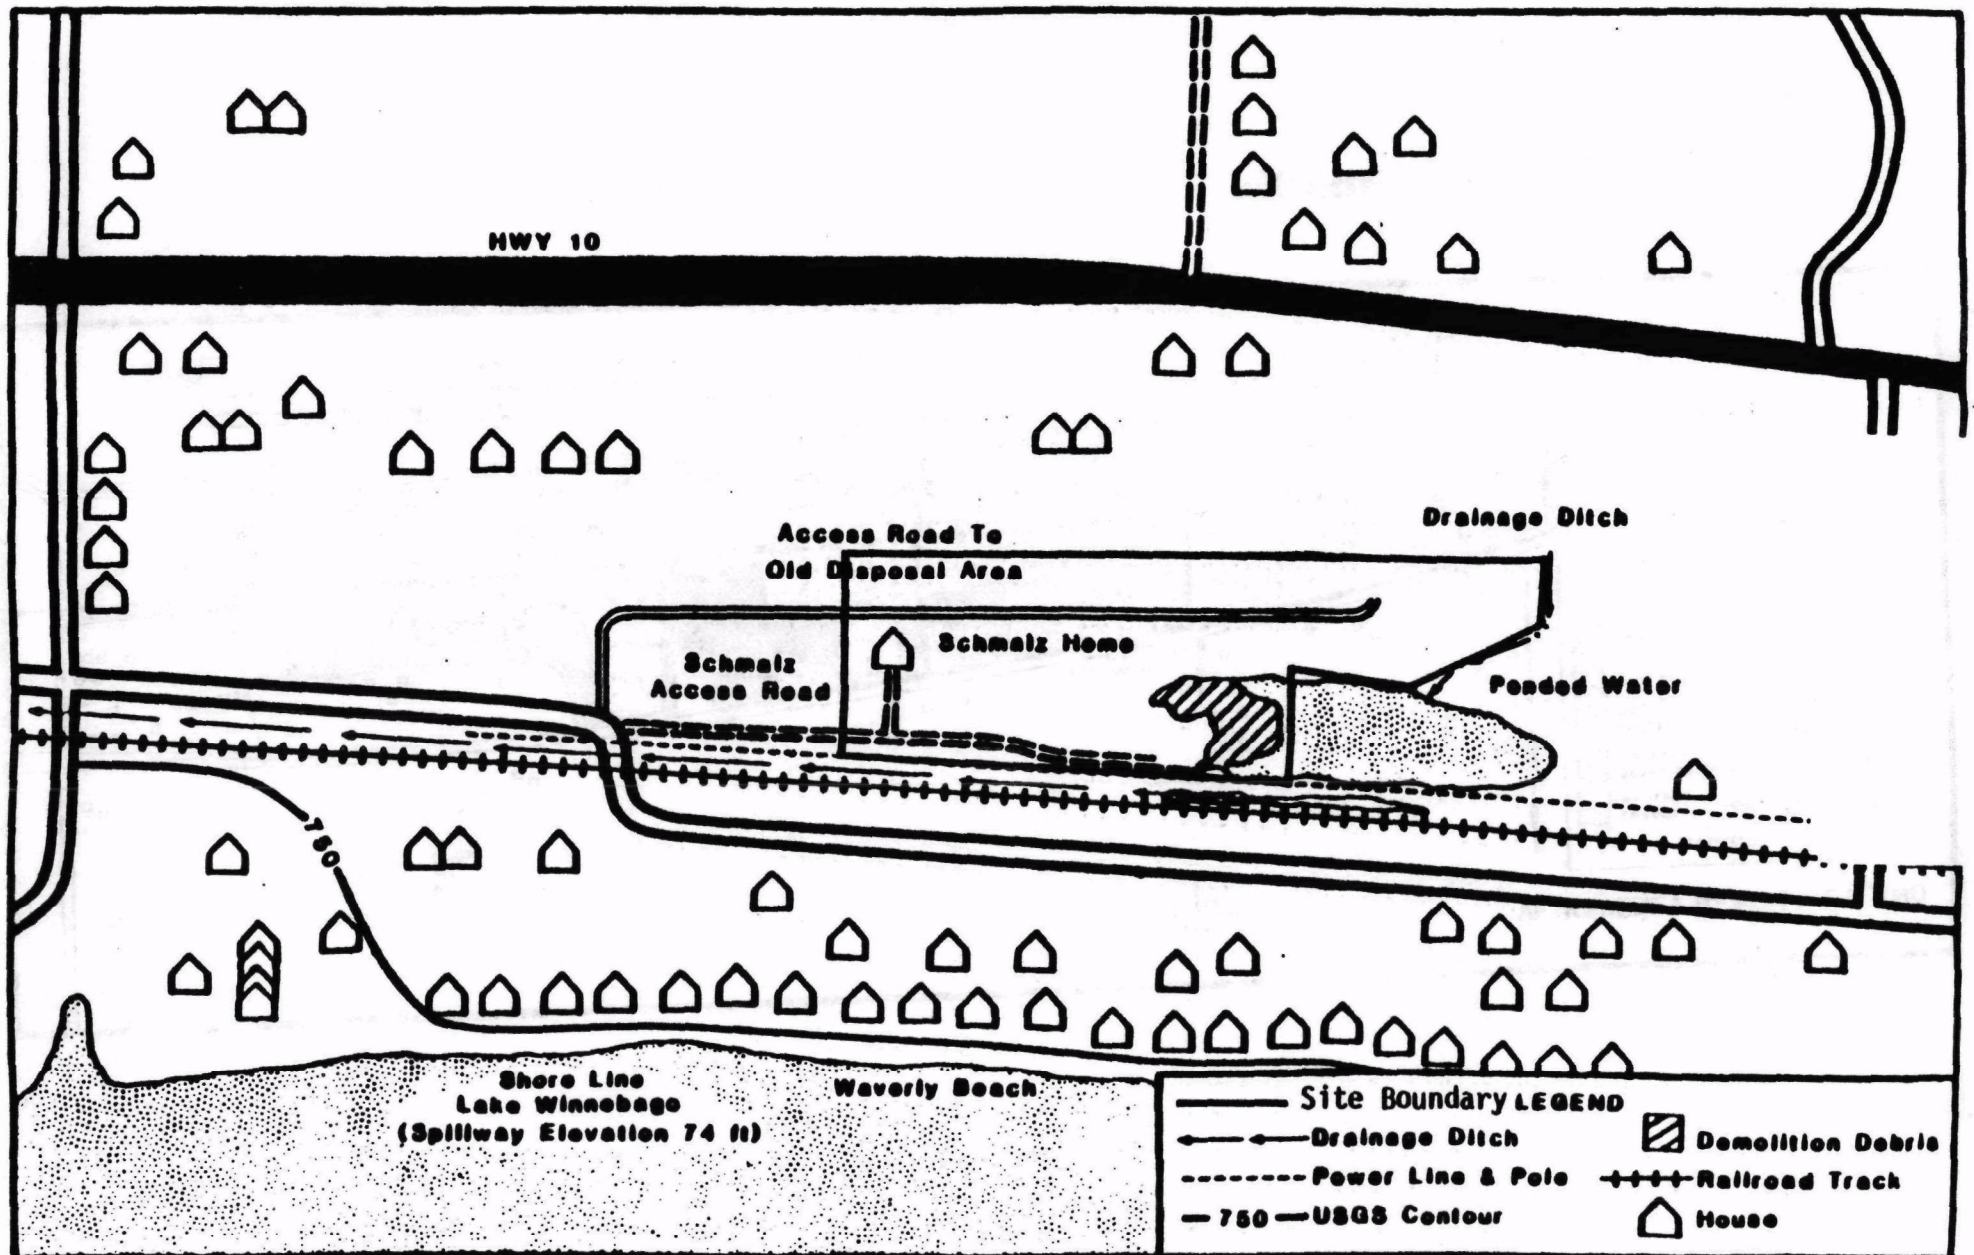 HWY 10
Drainage Ditch
Access Road To
Old Disposal Area
Schmalz Home
Schmalz
Access Road
Ponded Water
750
Shore Line
Lake Winnebago
(Spillway Elevation 74 ft)
Waverly Beach
Site Boundary LEGEND
Drainage Ditch
Demolition Debris
Power Line & Pole
Railroad Track
750 USGS Contour
House